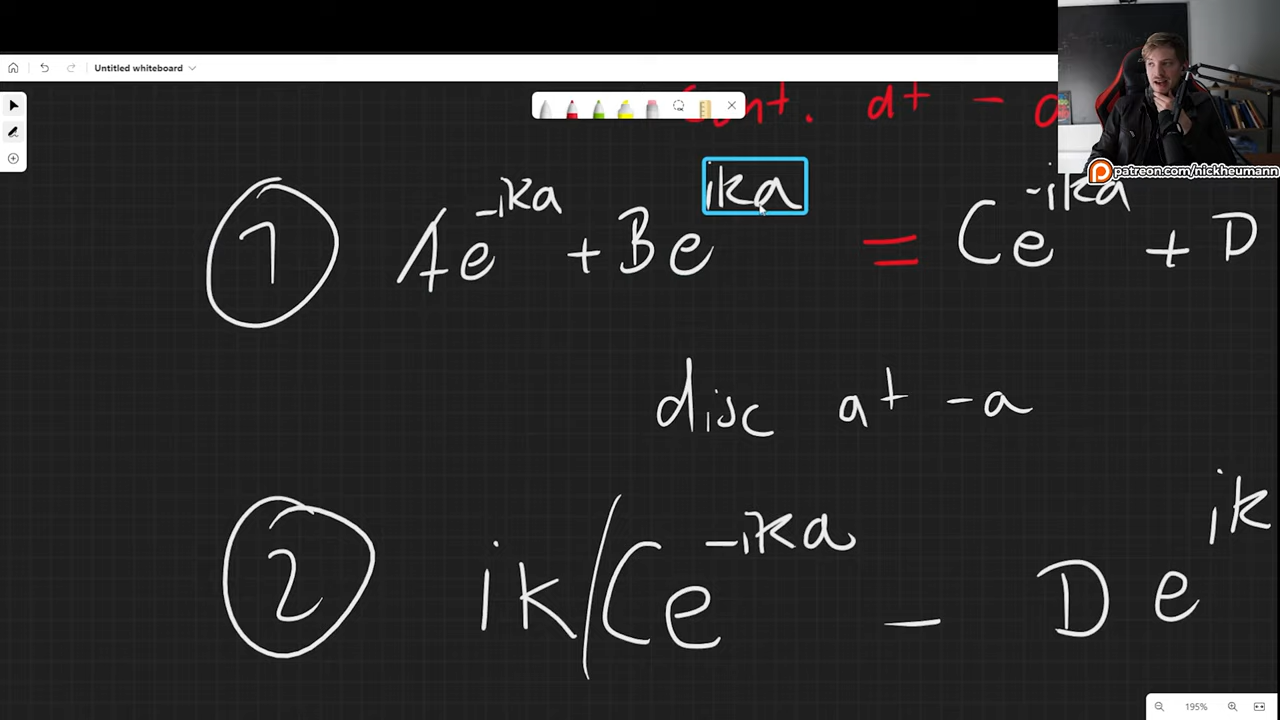 Untitled whiteboard
cont. at - a
patreon.com/nickheumann
① Ae^{-ika} + Be^{ika} = Ce^{-ika} + D
disc at -a
② ik(Ce^{-ika} - De^{ik
195%